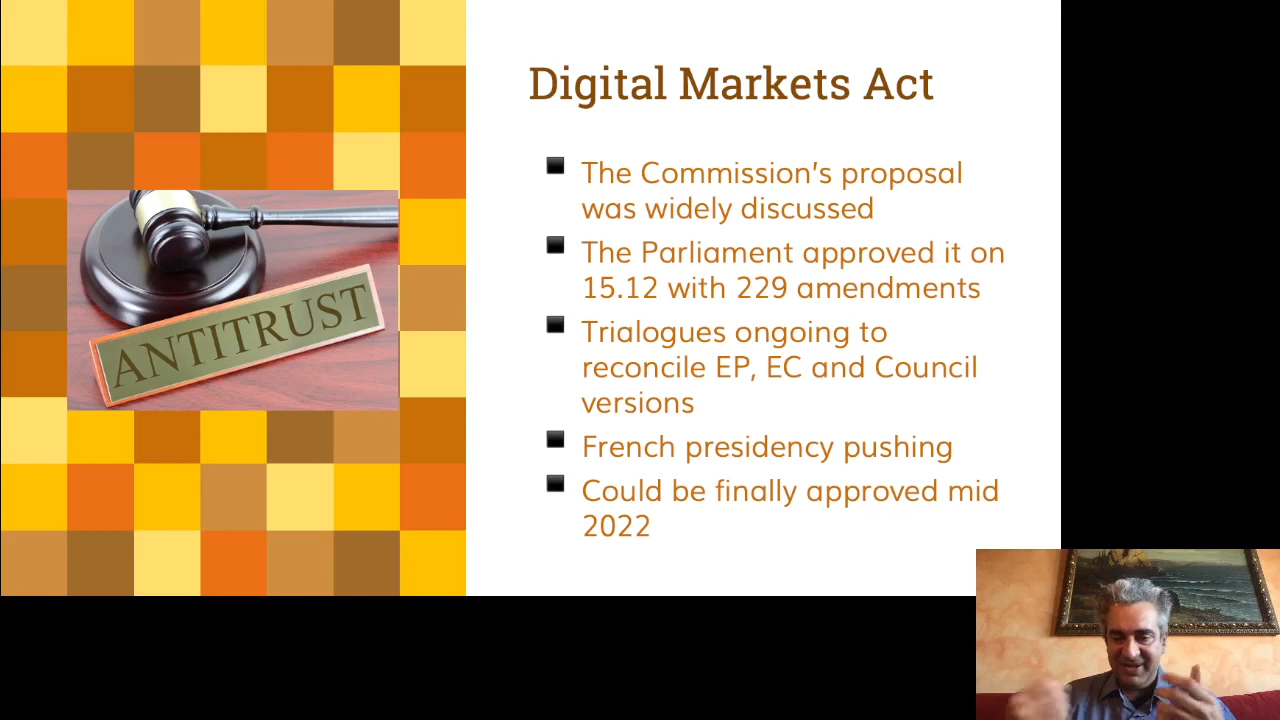 Digital Markets Act
The Commission’s proposal
was widely discussed
The Parliament approved it on
15.12 with 229 amendments
Trialogues ongoing to
reconcile EP, EC and Council
versions
French presidency pushing
Could be finally approved mid
2022
ANTITRUST